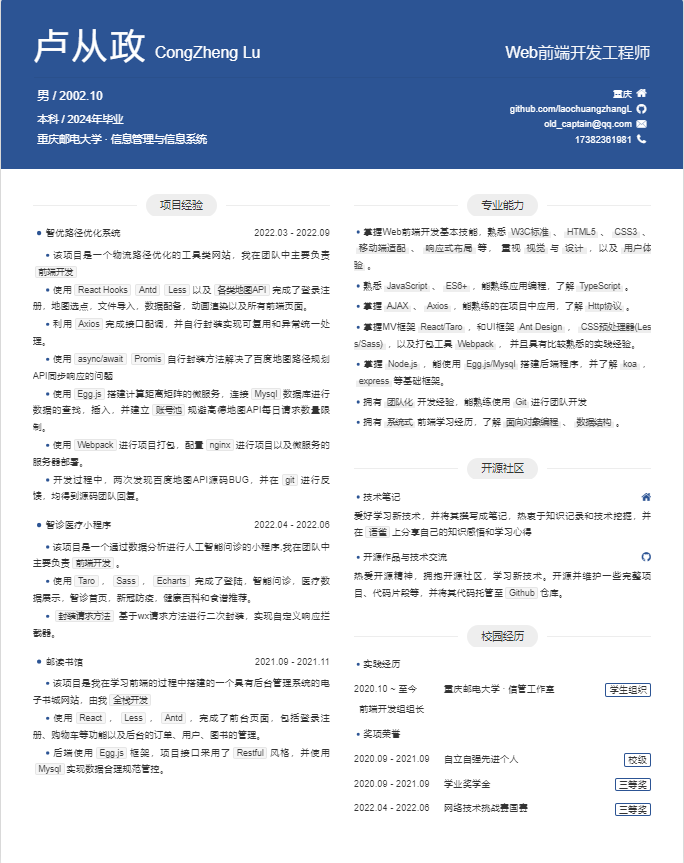 卢从政 CongZheng Lu
Web前端开发工程师
男 / 2002.10
本科 / 2024年毕业
重庆邮电大学 · 信息管理与信息系统
重庆
github.com/laochuangzhangL
old_captain@qq.com
17382361981
项目经验
智优路径优化系统 2022.03 - 2022.09
• 该项目是一个物流路径优化的工具类网站，我在团队中主要负责
前端开发
• 使用 React Hooks Antd Less 以及 各类地图API 完成了登录注
册，地图选点，文件导入，数据配备，动画渲染以及所有前端页面。
• 利用 Axios 完成接口配调，并自行封装实现可复用和异常统一处
理。
• 使用 async/await Promis 自行封装方法解决了百度地图路径规划
API同步响应的问题
• 使用 Egg.js 搭建计算距离矩阵的微服务，连接 Mysql 数据库进行
数据的查找，插入，并建立 账号池 规避高德地图API每日请求数量限
制。
• 使用 Webpack 进行项目打包，配置 nginx 进行项目以及微服务的
服务器部署。
• 开发过程中，两次发现百度地图API源码BUG，并在 git 进行反
馈，均得到源码团队回复。
智诊医疗小程序 2022.04 - 2022.06
• 该项目是一个通过数据分析进行人工智能问诊的小程序,我在团队中
主要负责 前端开发 。
• 使用 Taro ， Sass ， Echarts 完成了登陆，智能问诊，医疗数
据展示，智诊首页，新冠防疫，健康百科和食谱推荐。
• 封装请求方法 基于wx请求方法进行二次封装，实现自定义响应拦
截器。
邮读书馆 2021.09 - 2021.11
• 该项目是我在学习前端的过程中搭建的一个具有后台管理系统的电
子书城网站，由我 全栈开发
• 使用 React ， Less ， Antd ，完成了前台页面，包括登录注
册、购物车等功能以及后台的订单、用户、图书的管理。
• 后端使用 Egg.js 框架，项目接口采用了 Restful 风格，并使用
Mysql 实现数据合理规范管控。
专业能力
• 掌握Web前端开发基本技能，熟悉 W3C标准 、 HTML5 、 CSS3 、
移动端适配 、 响应式布局 等， 重视 视觉 与 设计 ，以及 用户体
验 。
• 熟悉 JavaScript 、 ES6+ ，能熟练应用编程，了解 TypeScript 。
• 掌握 AJAX 、 Axios ，能熟练的在项目中应用，了解 Http协议 。
• 掌握MV框架 React/Taro ，和UI框架 Ant Design ， CSS预处理器(Les
s/Sass) ，以及打包工具 Webpack ， 并且具有比较熟悉的实践经验。
• 掌握 Node.js ，能使用 Egg.js/Mysql 搭建后端程序，并了解 koa ，
express 等基础框架。
• 拥有 团队化 开发经验，能熟练使用 Git 进行团队开发
• 拥有 系统式 前端学习经历，了解 面向对象编程 、 数据结构 。
开源社区
• 技术笔记
爱好学习新技术，并将其撰写成笔记，热衷于知识记录和技术挖掘，并
在 语雀 上分享自己的知识感悟和学习心得
• 开源作品与技术交流
热爱开源精神，拥抱开源社区，学习新技术。开源并维护一些完整项
目、代码片段等，并将其代码托管至 Github 仓库。
校园经历
• 实践经历
2020.10 ~ 至今 重庆邮电大学 · 信管工作室 学生组织
前端开发组组长
• 奖项荣誉
2020.09 - 2021.09 自立自强先进个人 校级
2020.09 - 2021.09 学业奖学金 三等奖
2022.04 - 2022.06 网络技术挑战赛国赛 三等奖